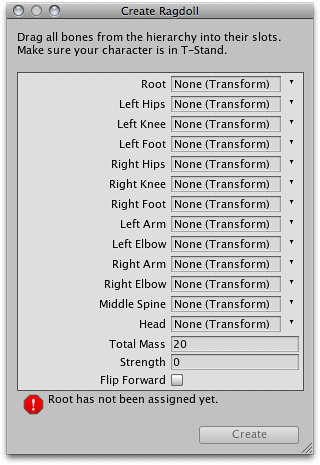 Create Ragdoll
Drag all bones from the hierarchy into their slots.
Make sure your character is in T-Stand.
Root None (Transform)
Left Hips None (Transform)
Left Knee None (Transform)
Left Foot None (Transform)
Right Hips None (Transform)
Right Knee None (Transform)
Right Foot None (Transform)
Left Arm None (Transform)
Left Elbow None (Transform)
Right Arm None (Transform)
Right Elbow None (Transform)
Middle Spine None (Transform)
Head None (Transform)
Total Mass 20
Strength 0
Flip Forward
Root has not been assigned yet.
Create